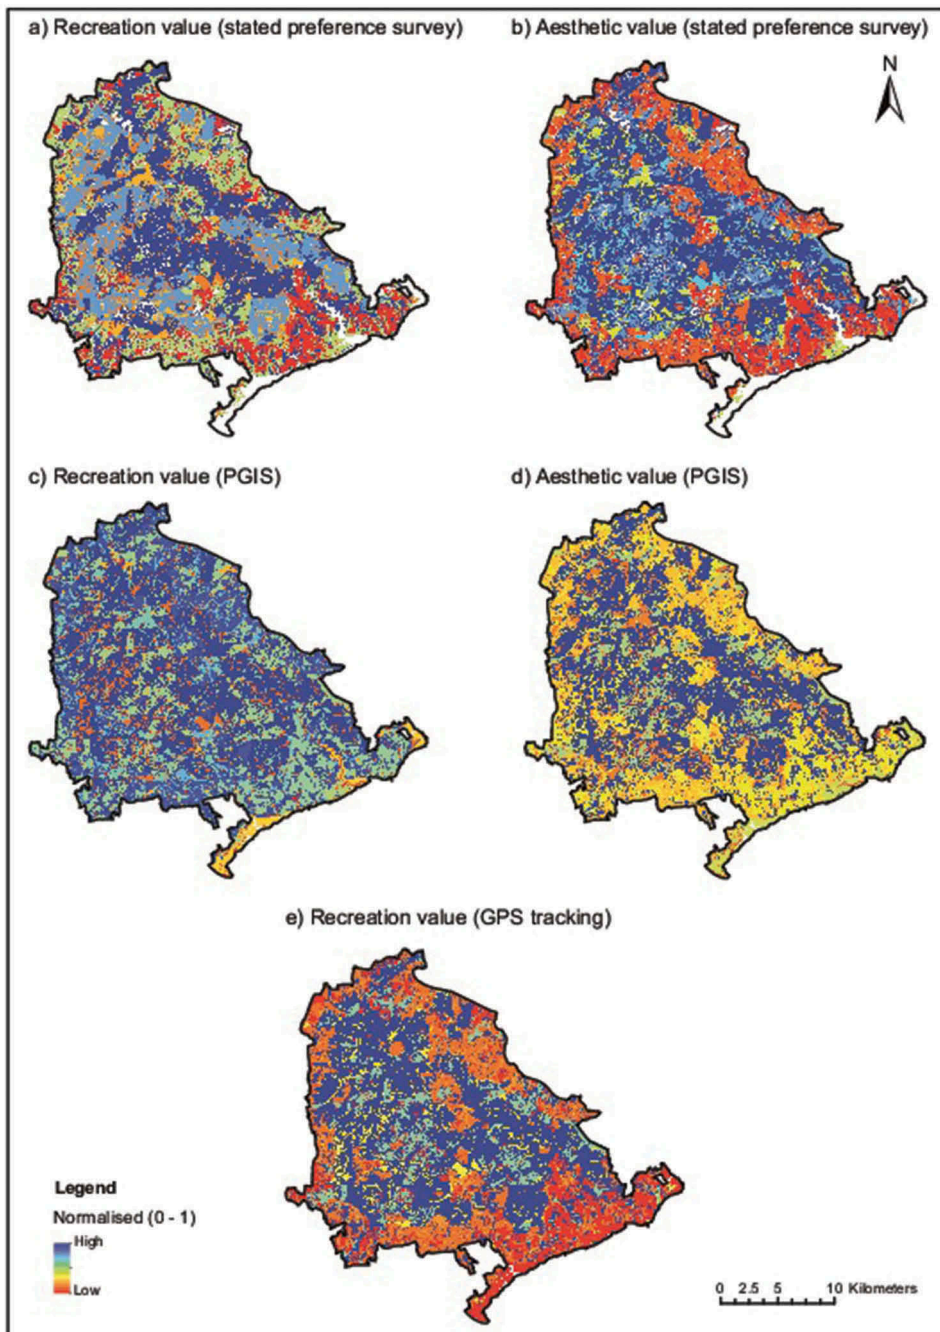 a) Recreation value (stated preference survey)
b) Aesthetic value (stated preference survey)
N
c) Recreation value (PGIS)
d) Aesthetic value (PGIS)
e) Recreation value (GPS tracking)
Legend
Normalised (0 - 1)
High
Low
0 2.5 5 10 Kilometers